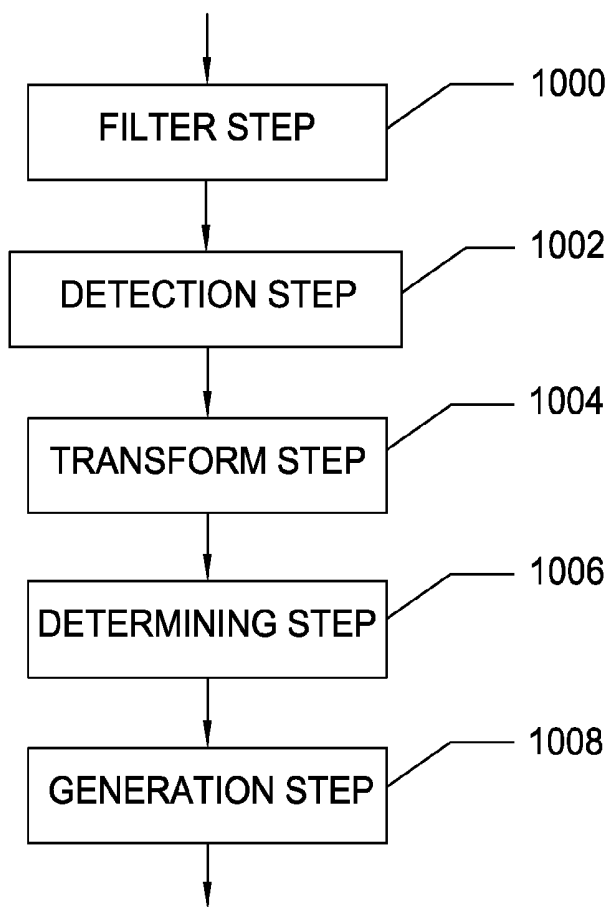 FILTER STEP
1000
DETECTION STEP
1002
TRANSFORM STEP
1004
DETERMINING STEP
1006
GENERATION STEP
1008